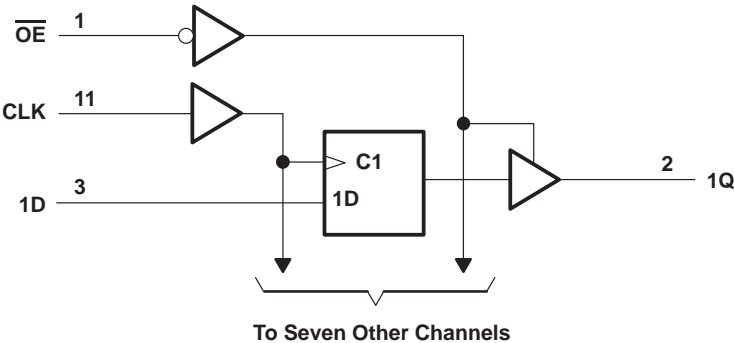 OE 1
CLK 11
C1
1D 3
1D
2 1Q
To Seven Other Channels